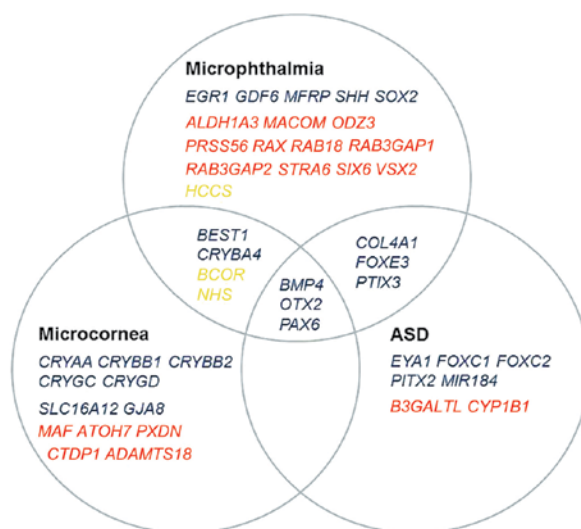 Microphthalmia
EGR1 GDF6 MFRP SHH SOX2
ALDH1A3 MACOM ODZ3
PRSS56 RAX RAB18 RAB3GAP1
RAB3GAP2 STRA6 SIX6 VSX2
HCCS
BEST1
CRYBA4
BCOR
NHS
COL4A1
FOXE3
PTIX3
BMP4
OTX2
PAX6
Microcornea
CRYAA CRYBB1 CRYBB2
CRYGC CRYGD
SLC16A12 GJA8
MAF ATOH7 PXDN
CTDP1 ADAMTS18
ASD
EYA1 FOXC1 FOXC2
PITX2 MIR184
B3GALTL CYP1B1